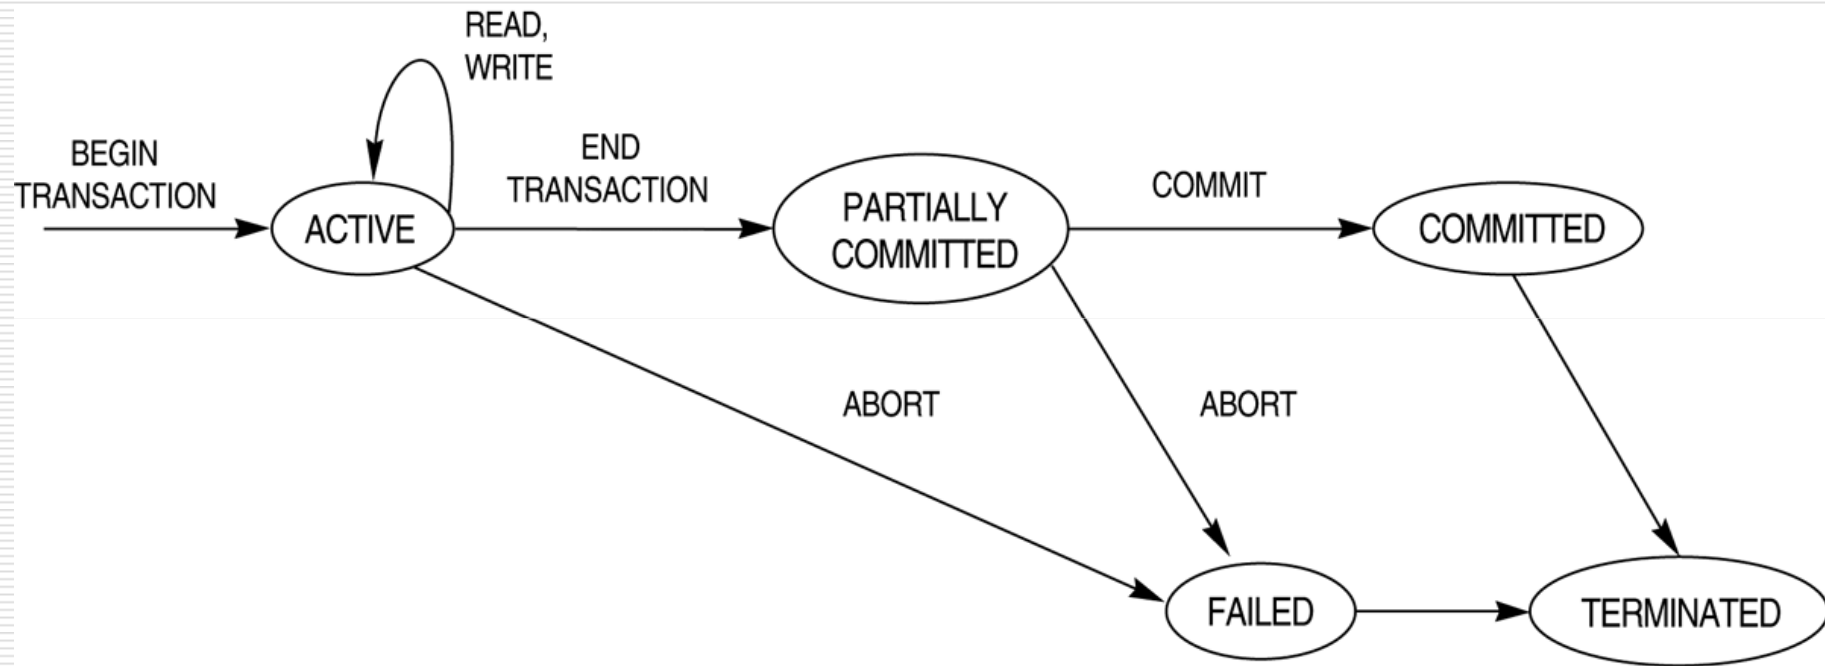 READ,
WRITE
BEGIN
TRANSACTION
END
TRANSACTION
ACTIVE
PARTIALLY
COMMITTED
COMMIT
COMMITTED
ABORT
ABORT
FAILED
TERMINATED